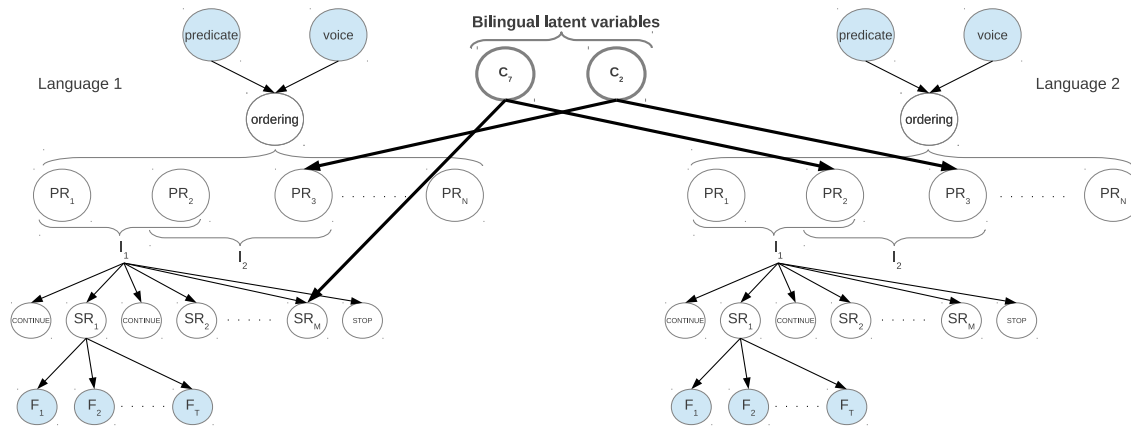 Bilingual latent variables
predicate voice C7 C2 predicate voice
Language 1 Language 2
ordering ordering
PR1 PR2 PR3 ....... PRN PR1 PR2 PR3 ....... PRN
I1 I2 I1 I2
CONTINUE SR1 CONTINUE SR2 ..... SRM STOP CONTINUE SR1 CONTINUE SR2 ..... SRM STOP
F1 F2 ..... FT F1 F2 ..... FT